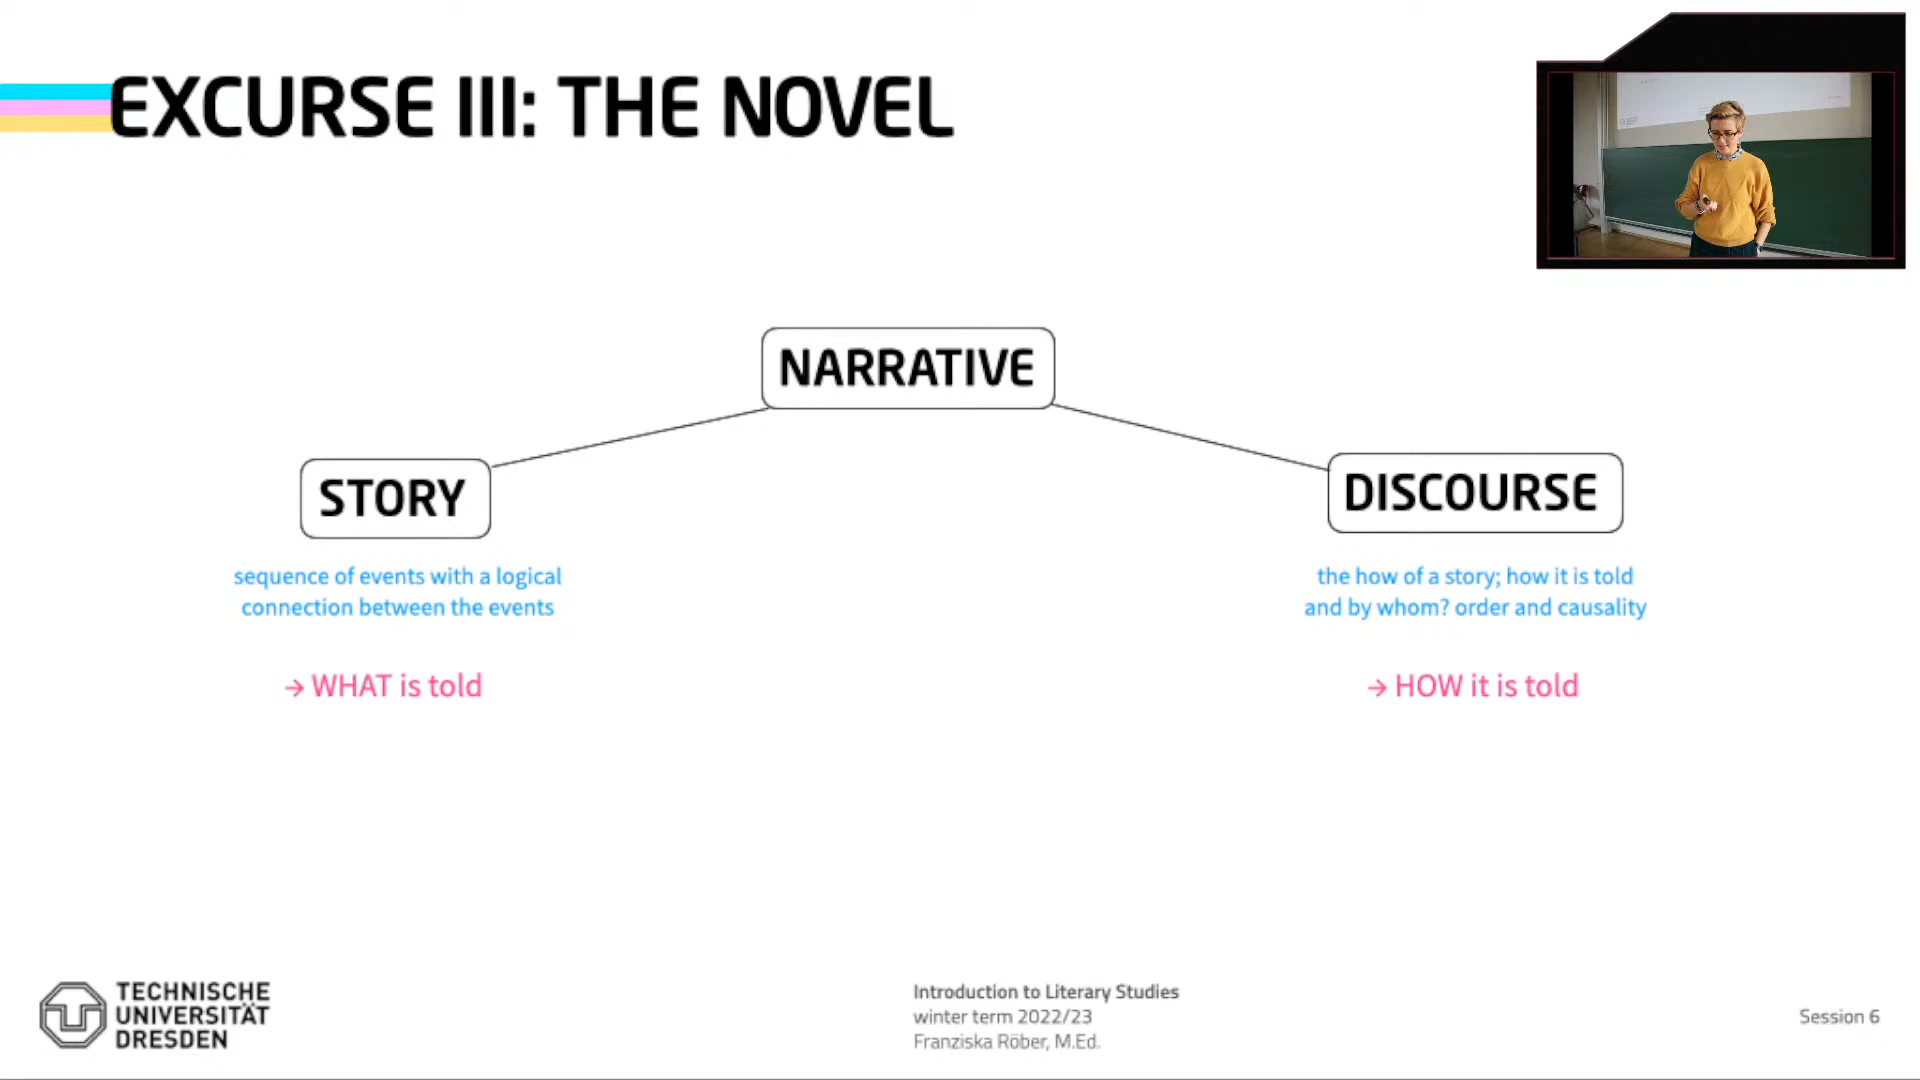 EXCURSE III: THE NOVEL
NARRATIVE
STORY
sequence of events with a logical
connection between the events
→ WHAT is told
DISCOURSE
the how of a story; how it is told
and by whom? order and causality
→ HOW it is told
TECHNISCHE
UNIVERSITÄT
DRESDEN
Introduction to Literary Studies
winter term 2022/23
Franziska Röber, M.Ed.
Session 6